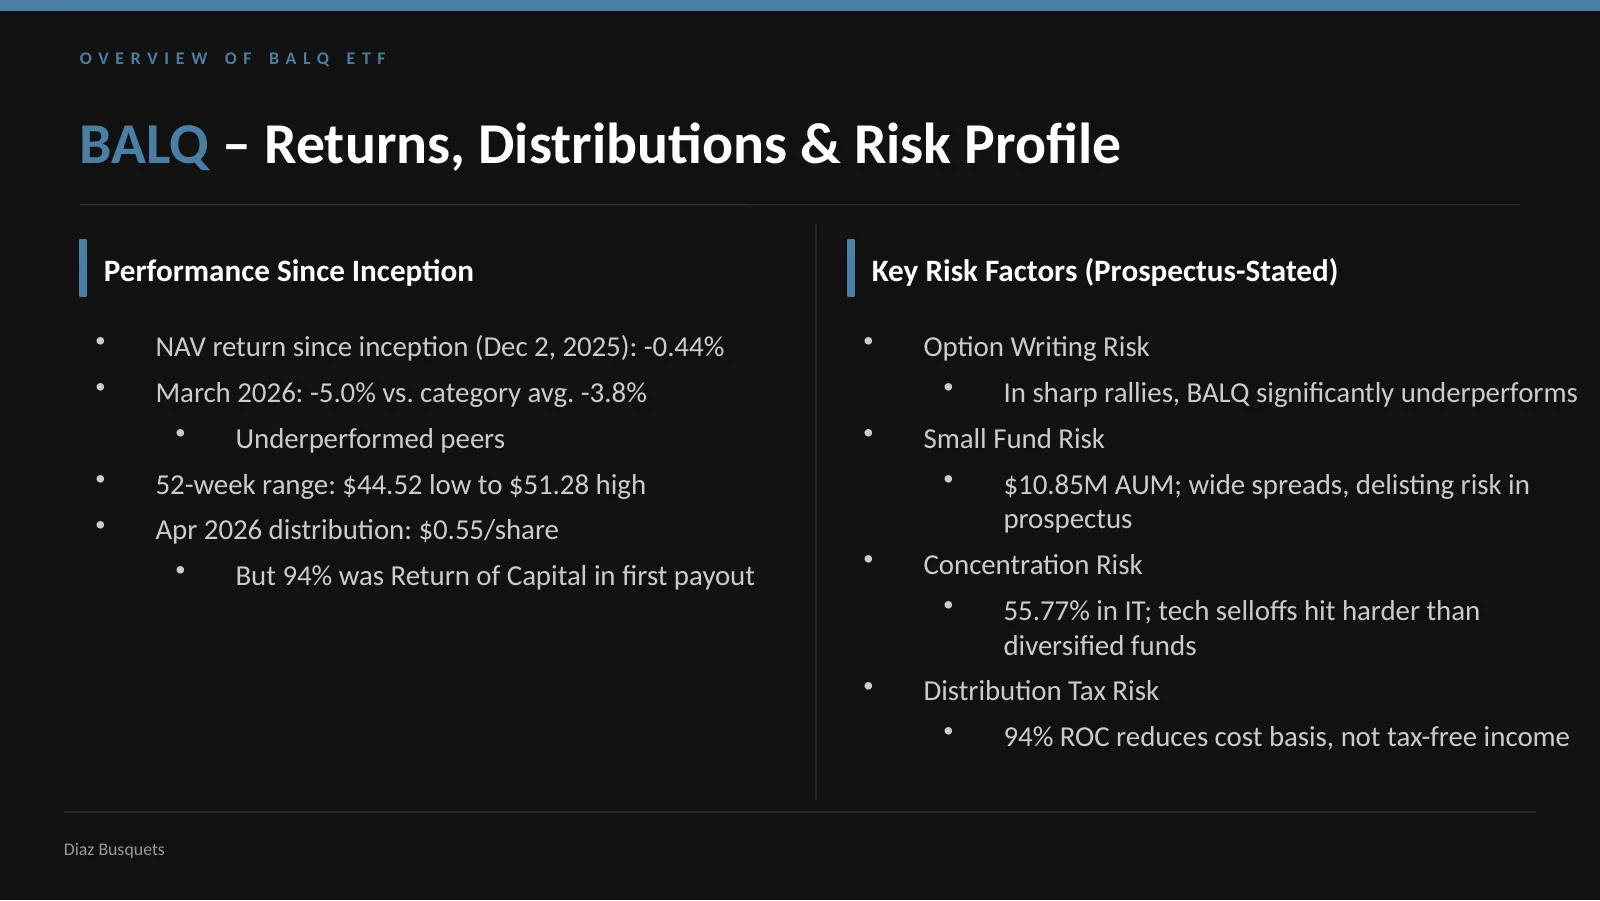 OVERVIEW OF BALQ ETF
BALQ – Returns, Distributions & Risk Profile
Performance Since Inception
• NAV return since inception (Dec 2, 2025): -0.44%
• March 2026: -5.0% vs. category avg. -3.8%
• Underperformed peers
• 52-week range: $44.52 low to $51.28 high
• Apr 2026 distribution: $0.55/share
• But 94% was Return of Capital in first payout
Key Risk Factors (Prospectus-Stated)
• Option Writing Risk
• In sharp rallies, BALQ significantly underperforms
• Small Fund Risk
• $10.85M AUM; wide spreads, delisting risk in
prospectus
• Concentration Risk
• 55.77% in IT; tech selloffs hit harder than
diversified funds
• Distribution Tax Risk
• 94% ROC reduces cost basis, not tax-free income
Diaz Busquets